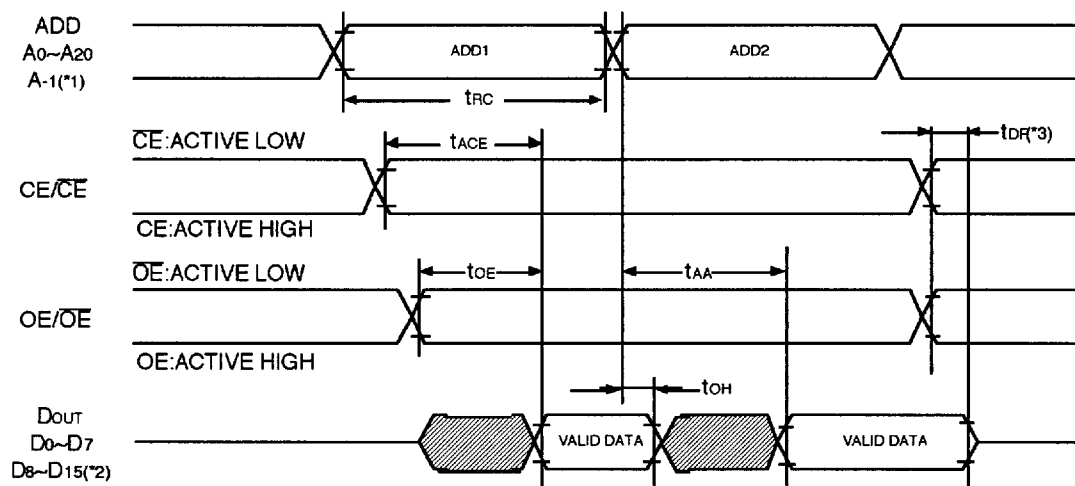 ADD
A0~A20
A-1(*1)
ADD1
ADD2
tRC
CE:ACTIVE LOW
tACE
tDF(*3)
CE/CE
CE:ACTIVE HIGH
OE:ACTIVE LOW
tOE
tAA
OE/OE
OE:ACTIVE HIGH
tOH
DOUT
D0~D7
D8~D15(*2)
VALID DATA
VALID DATA